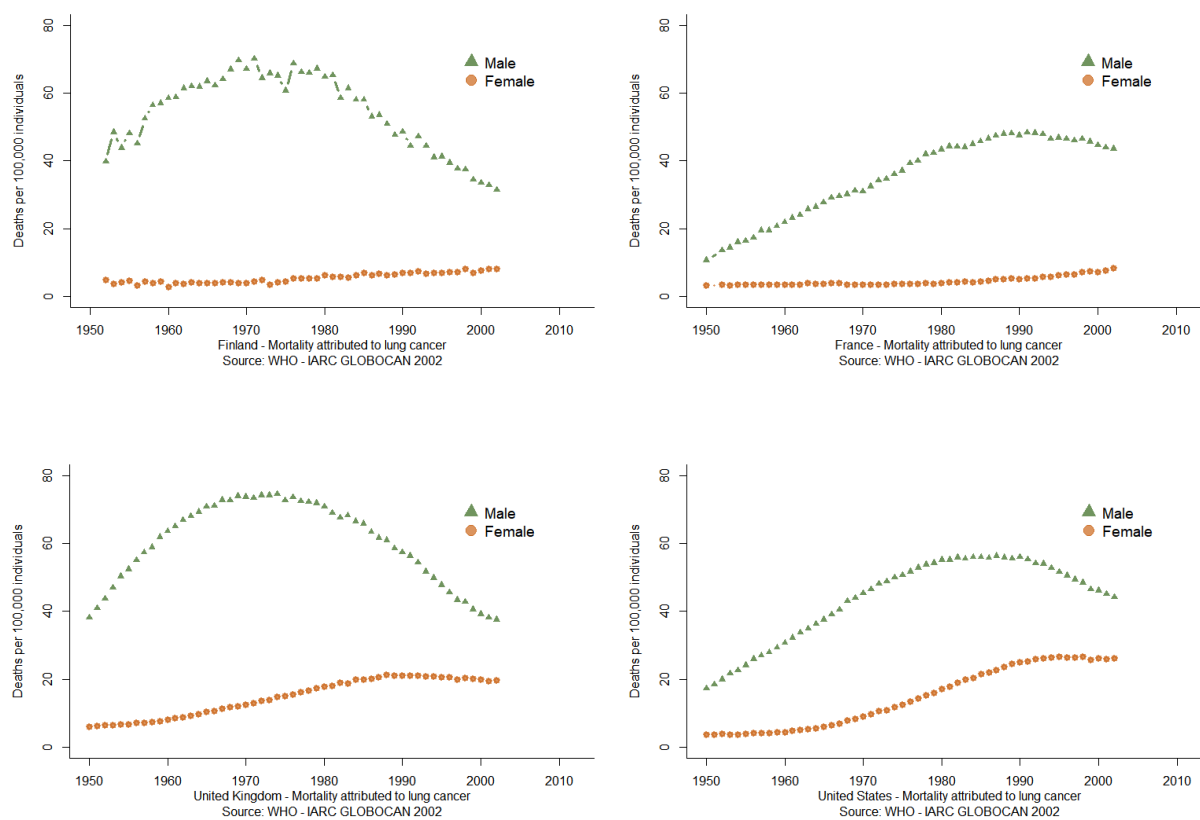 Deaths per 100,000 individuals
80
60
40
20
0
Male
Female
1950 1960 1970 1980 1990 2000 2010
Finland - Mortality attributed to lung cancer
Source: WHO - IARC GLOBOCAN 2002
Deaths per 100,000 individuals
80
60
40
20
0
Male
Female
1950 1960 1970 1980 1990 2000 2010
France - Mortality attributed to lung cancer
Source: WHO - IARC GLOBOCAN 2002
Deaths per 100,000 individuals
80
60
40
20
0
Male
Female
1950 1960 1970 1980 1990 2000 2010
United Kingdom - Mortality attributed to lung cancer
Source: WHO - IARC GLOBOCAN 2002
Deaths per 100,000 individuals
80
60
40
20
0
Male
Female
1950 1960 1970 1980 1990 2000 2010
United States - Mortality attributed to lung cancer
Source: WHO - IARC GLOBOCAN 2002